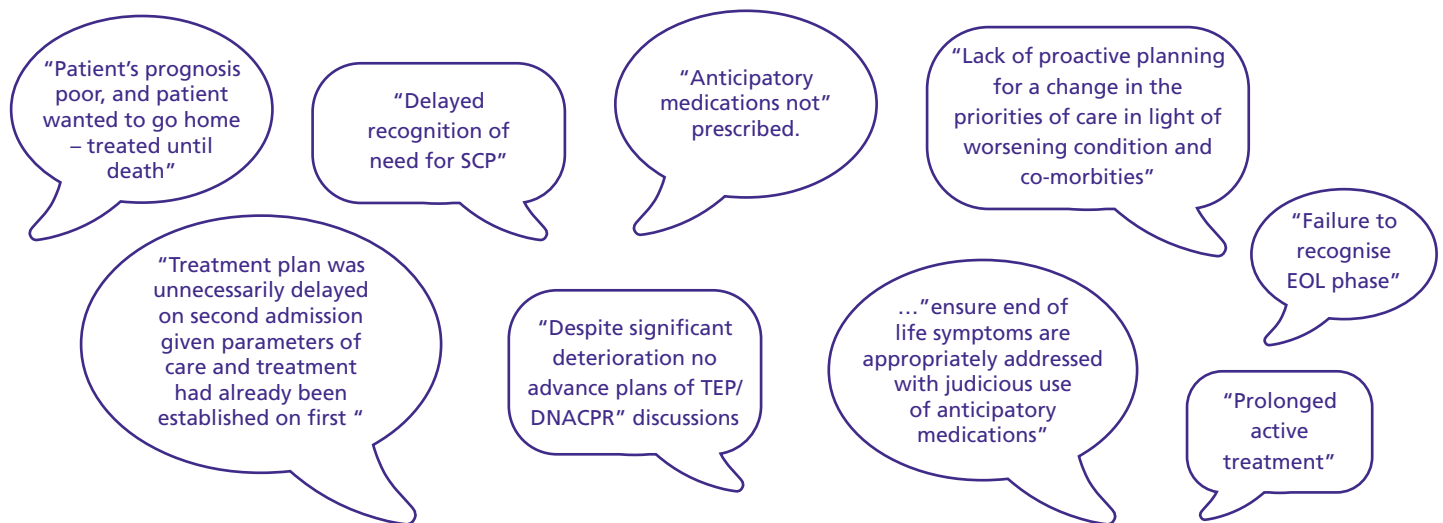 “Patient’s prognosis
poor, and patient
wanted to go home
– treated until
death”
“Delayed
recognition of
need for SCP”
“Anticipatory
medications not”
prescribed.
“Lack of proactive planning
for a change in the
priorities of care in light of
worsening condition and
co-morbities”
“Failure to
recognise
EOL phase”
“Treatment plan was
unnecessarily delayed
on second admission
given parameters of
care and treatment
had already been
established on first “
“Despite significant
deterioration no
advance plans of TEP/
DNACPR” discussions
…”ensure end of
life symptoms are
appropriately addressed
with judicious use
of anticipatory
medications”
“Prolonged
active
treatment”